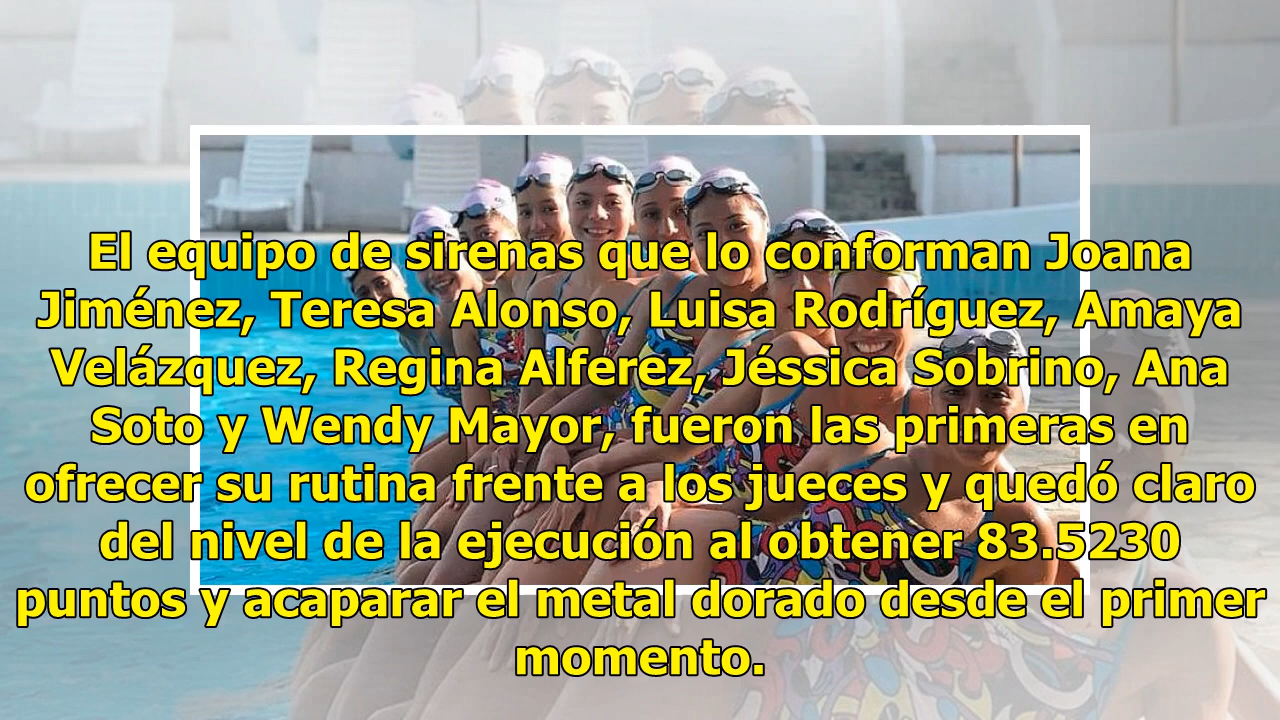 El equipo de sirenas que lo conforman Joana
Jiménez, Teresa Alonso, Luisa Rodríguez, Amaya
Velázquez, Regina Alferez, Jéssica Sobrino, Ana
Soto y Wendy Mayor, fueron las primeras en
ofrecer su rutina frente a los jueces y quedó claro
del nivel de la ejecución al obtener 83.5230
puntos y acaparar el metal dorado desde el primer
momento.